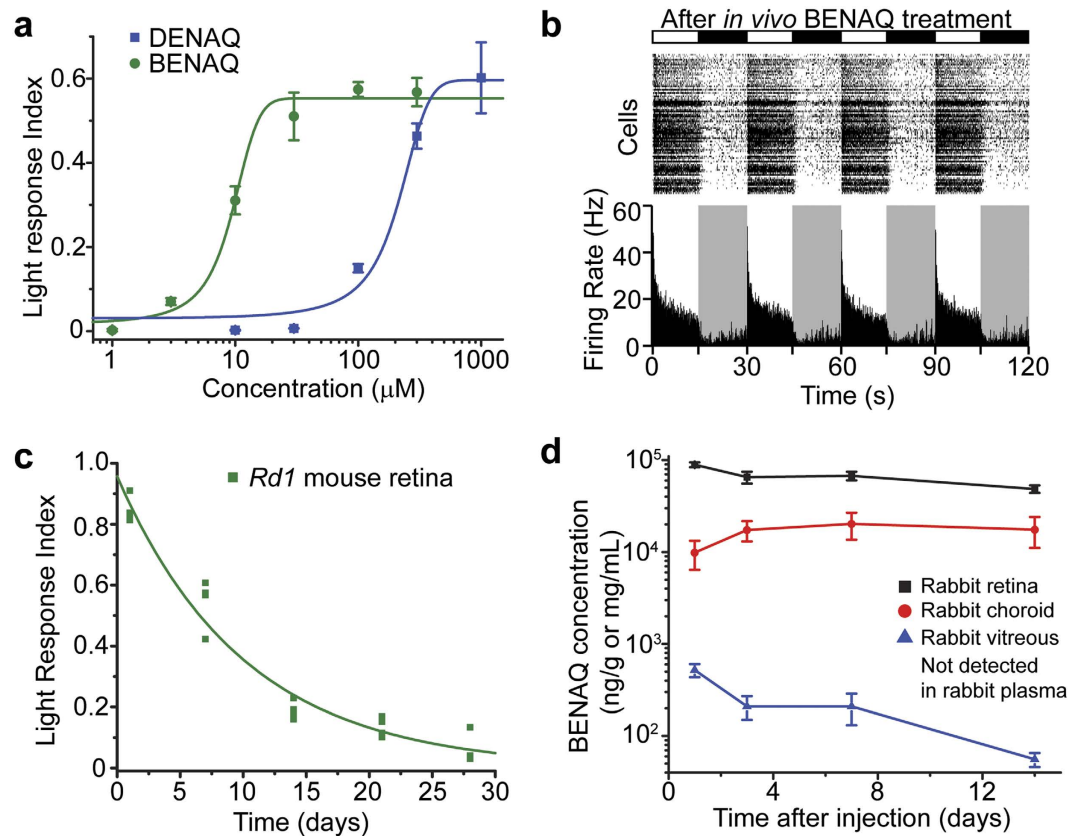 a
DENAQ
BENAQ
Light response Index
0.6
0.4
0.2
0
1
10
100
1000
Concentration (μM)
b
After in vivo BENAQ treatment
Cells
Firing Rate (Hz)
60
40
20
0
0
30
60
90
120
Time (s)
c
Rd1 mouse retina
Light Response Index
1.0
0.8
0.6
0.4
0.2
0
0
5
10
15
20
25
30
Time (days)
d
BENAQ concentration
(ng/g or mg/mL)
10⁵
10⁴
10³
10²
Rabbit retina
Rabbit choroid
Rabbit vitreous
Not detected
in rabbit plasma
0
4
8
12
Time after injection (days)